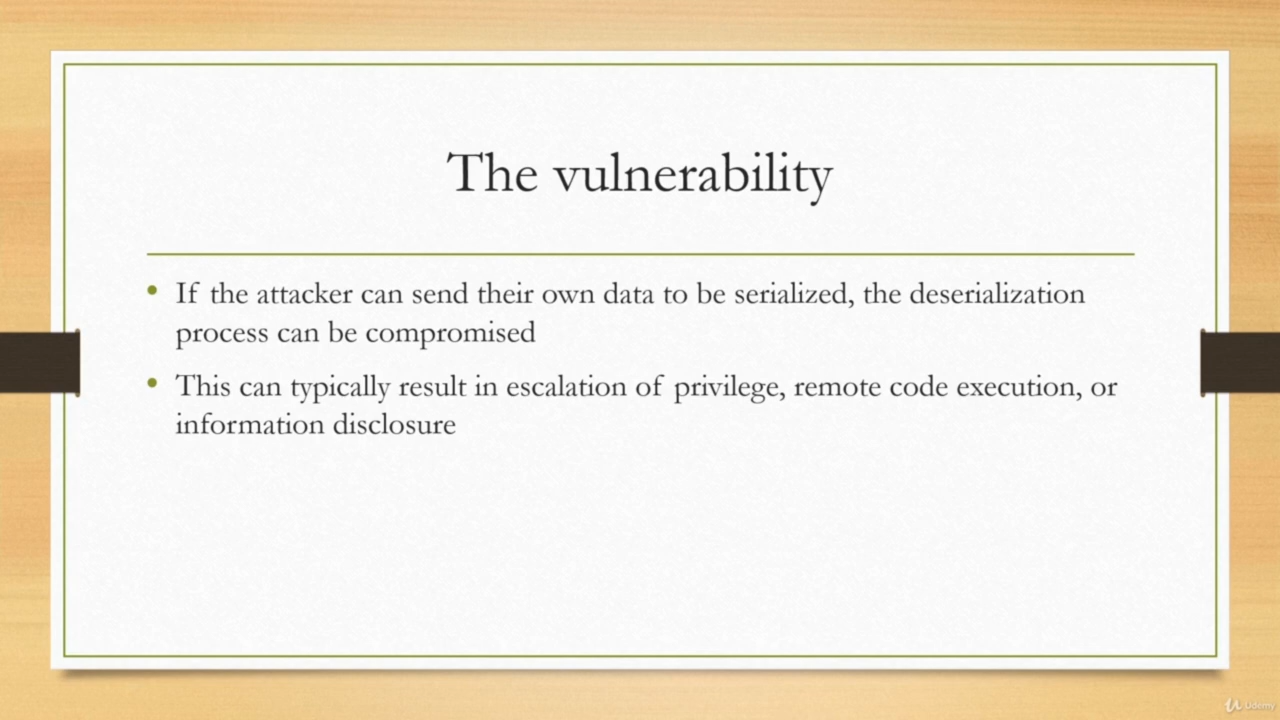 The vulnerability
• If the attacker can send their own data to be serialized, the deserialization
process can be compromised
• This can typically result in escalation of privilege, remote code execution, or
information disclosure
Udemy